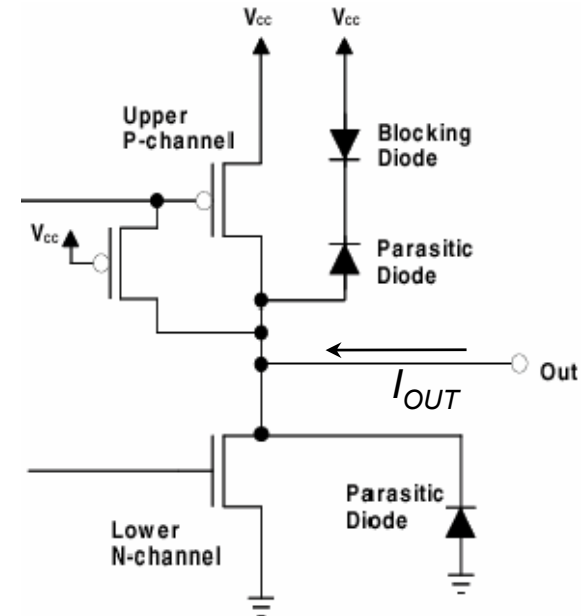 Vcc
Vcc
Upper
P-channel
Blocking
Diode
Vcc
Parasitic
Diode
Out
IOUT
Parasitic
Diode
Lower
N-channel